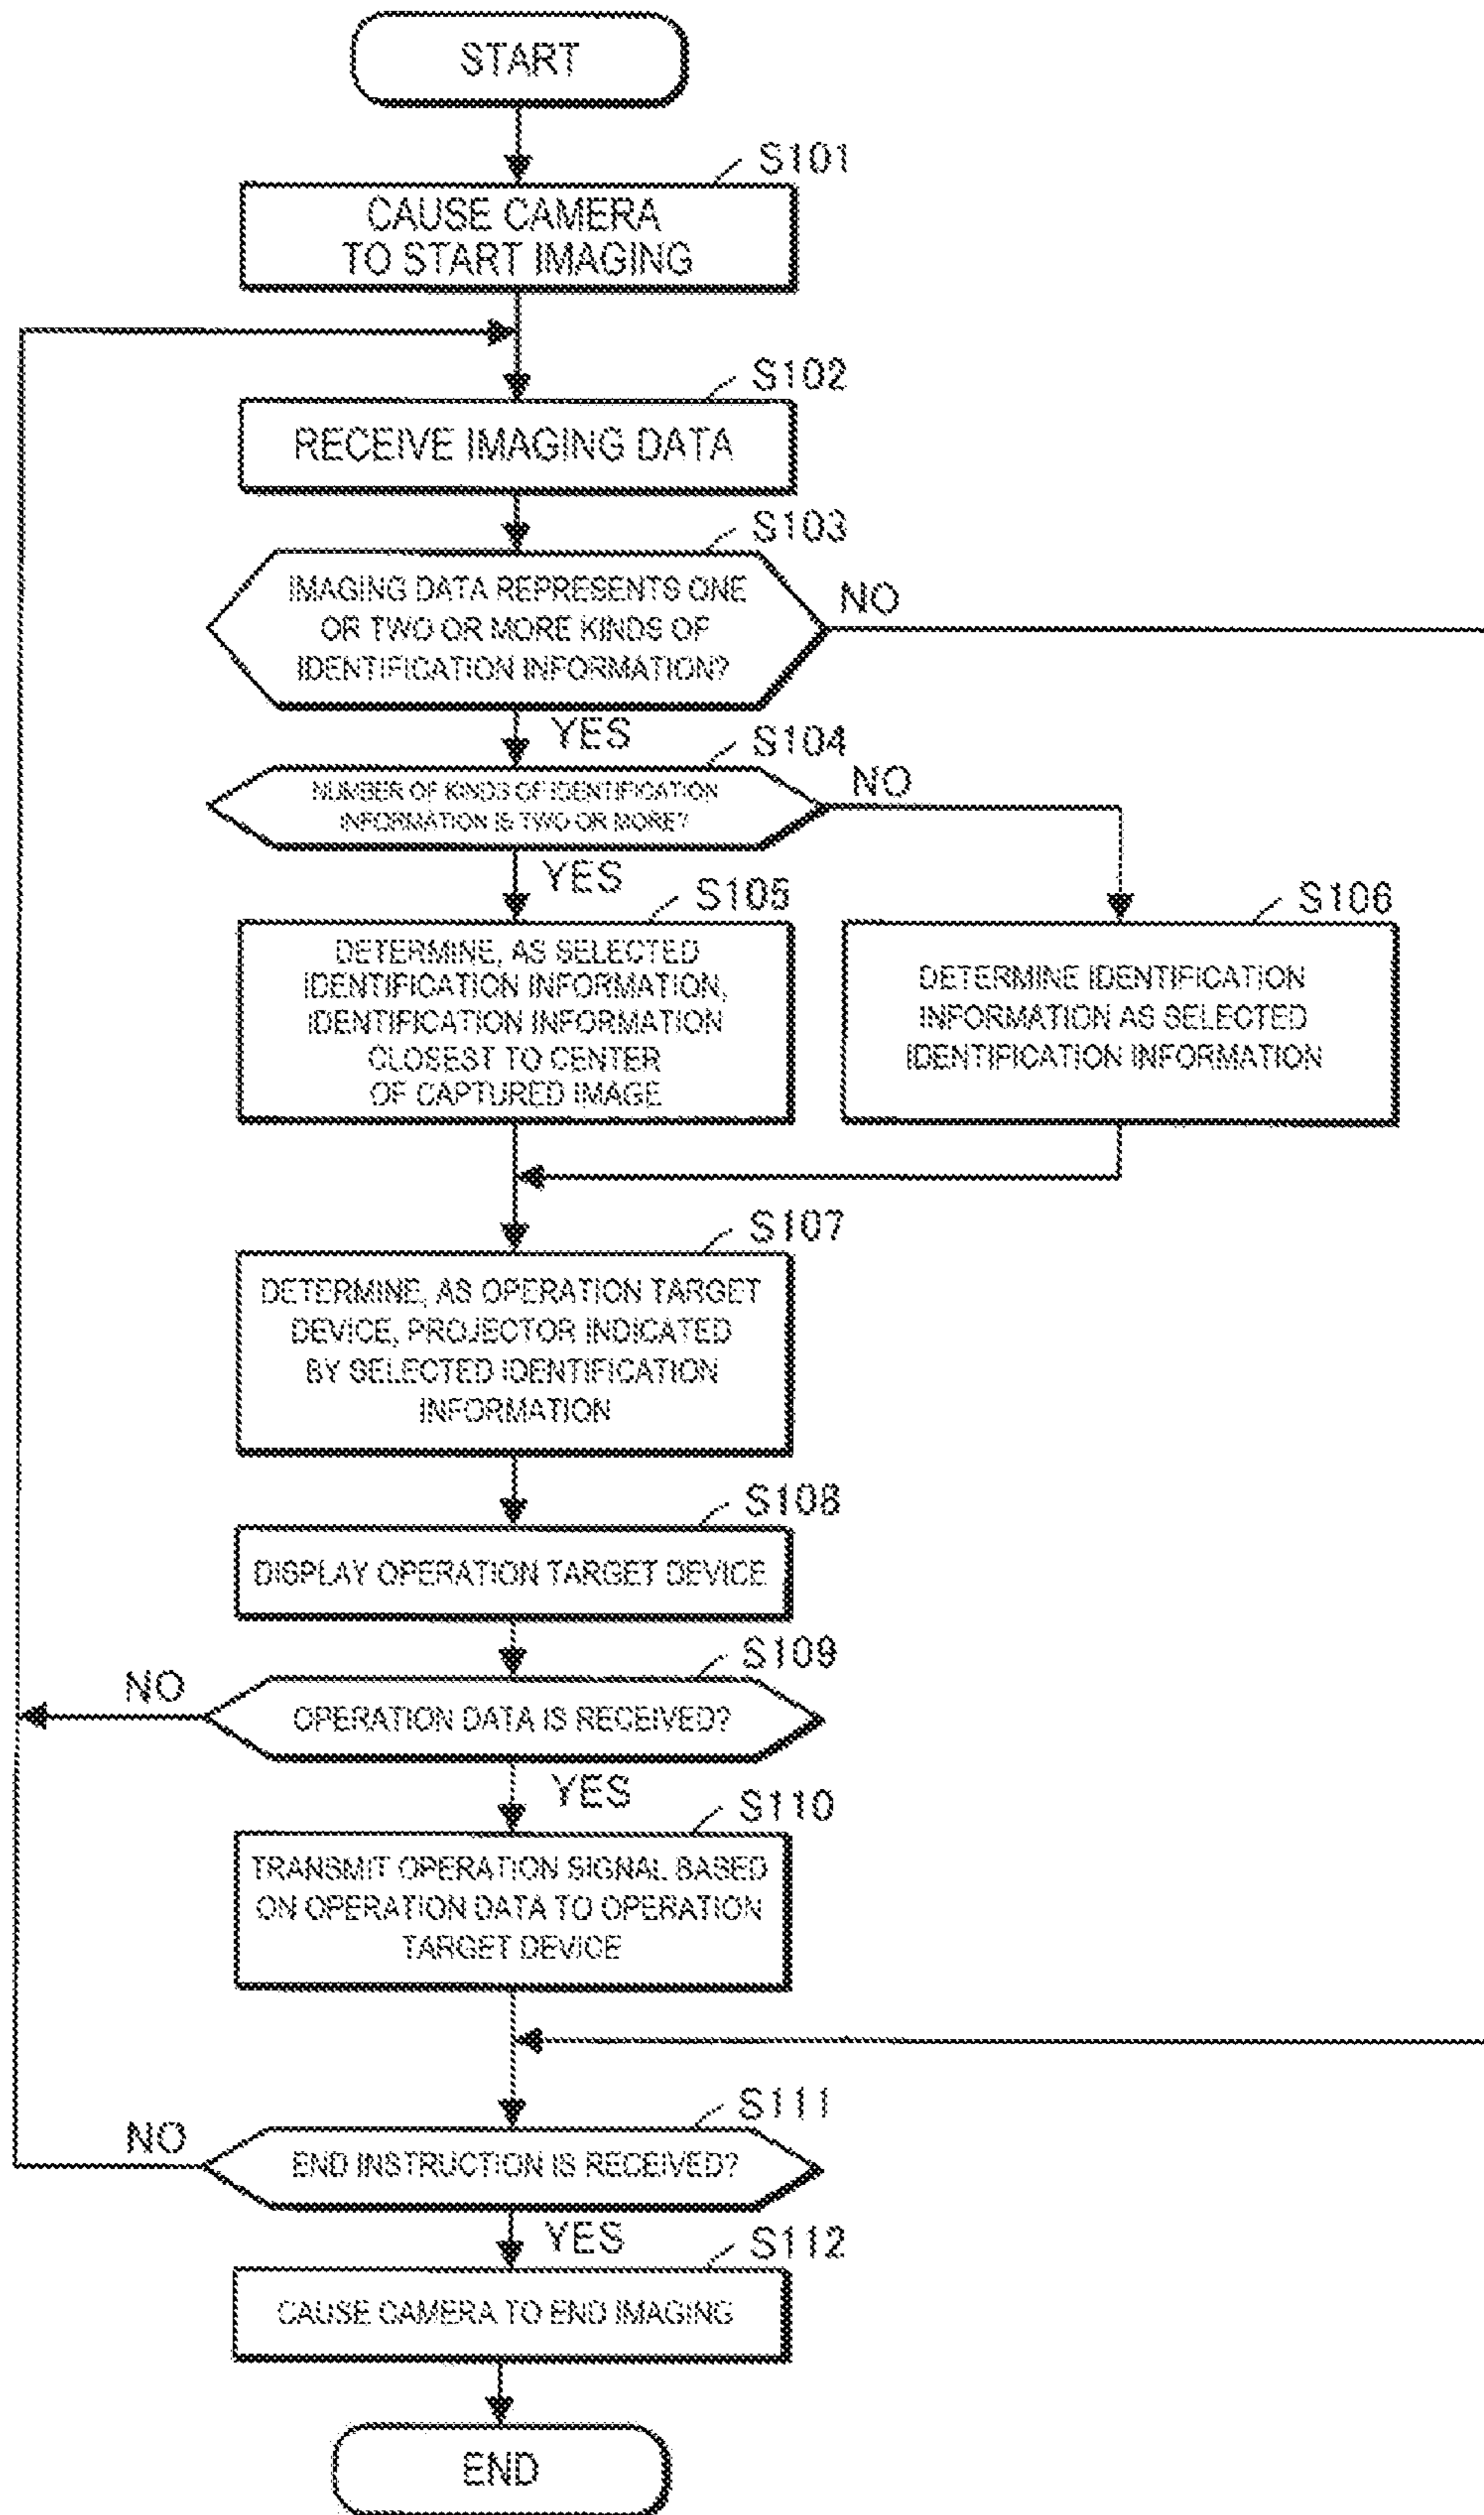 START
S101
CAUSE CAMERA
TO START IMAGING
S102
RECEIVE IMAGING DATA
S103
IMAGING DATA REPRESENTS ONE
OR TWO OR MORE KINDS OF
IDENTIFICATION INFORMATION?
NO
YES
S104
NUMBER OF KINDS OF IDENTIFICATION
INFORMATION IS TWO OR MORE?
NO
YES
S105
DETERMINE, AS SELECTED
IDENTIFICATION INFORMATION,
IDENTIFICATION INFORMATION
CLOSEST TO CENTER
OF CAPTURED IMAGE
S106
DETERMINE IDENTIFICATION
INFORMATION AS SELECTED
IDENTIFICATION INFORMATION
S107
DETERMINE, AS OPERATION TARGET
DEVICE, PROJECTOR INDICATED
BY SELECTED IDENTIFICATION
INFORMATION
S108
DISPLAY OPERATION TARGET DEVICE
S109
NO
OPERATION DATA IS RECEIVED?
YES
S110
TRANSMIT OPERATION SIGNAL BASED
ON OPERATION DATA TO OPERATION
TARGET DEVICE
S111
NO
END INSTRUCTION IS RECEIVED?
YES
S112
CAUSE CAMERA TO END IMAGING
END